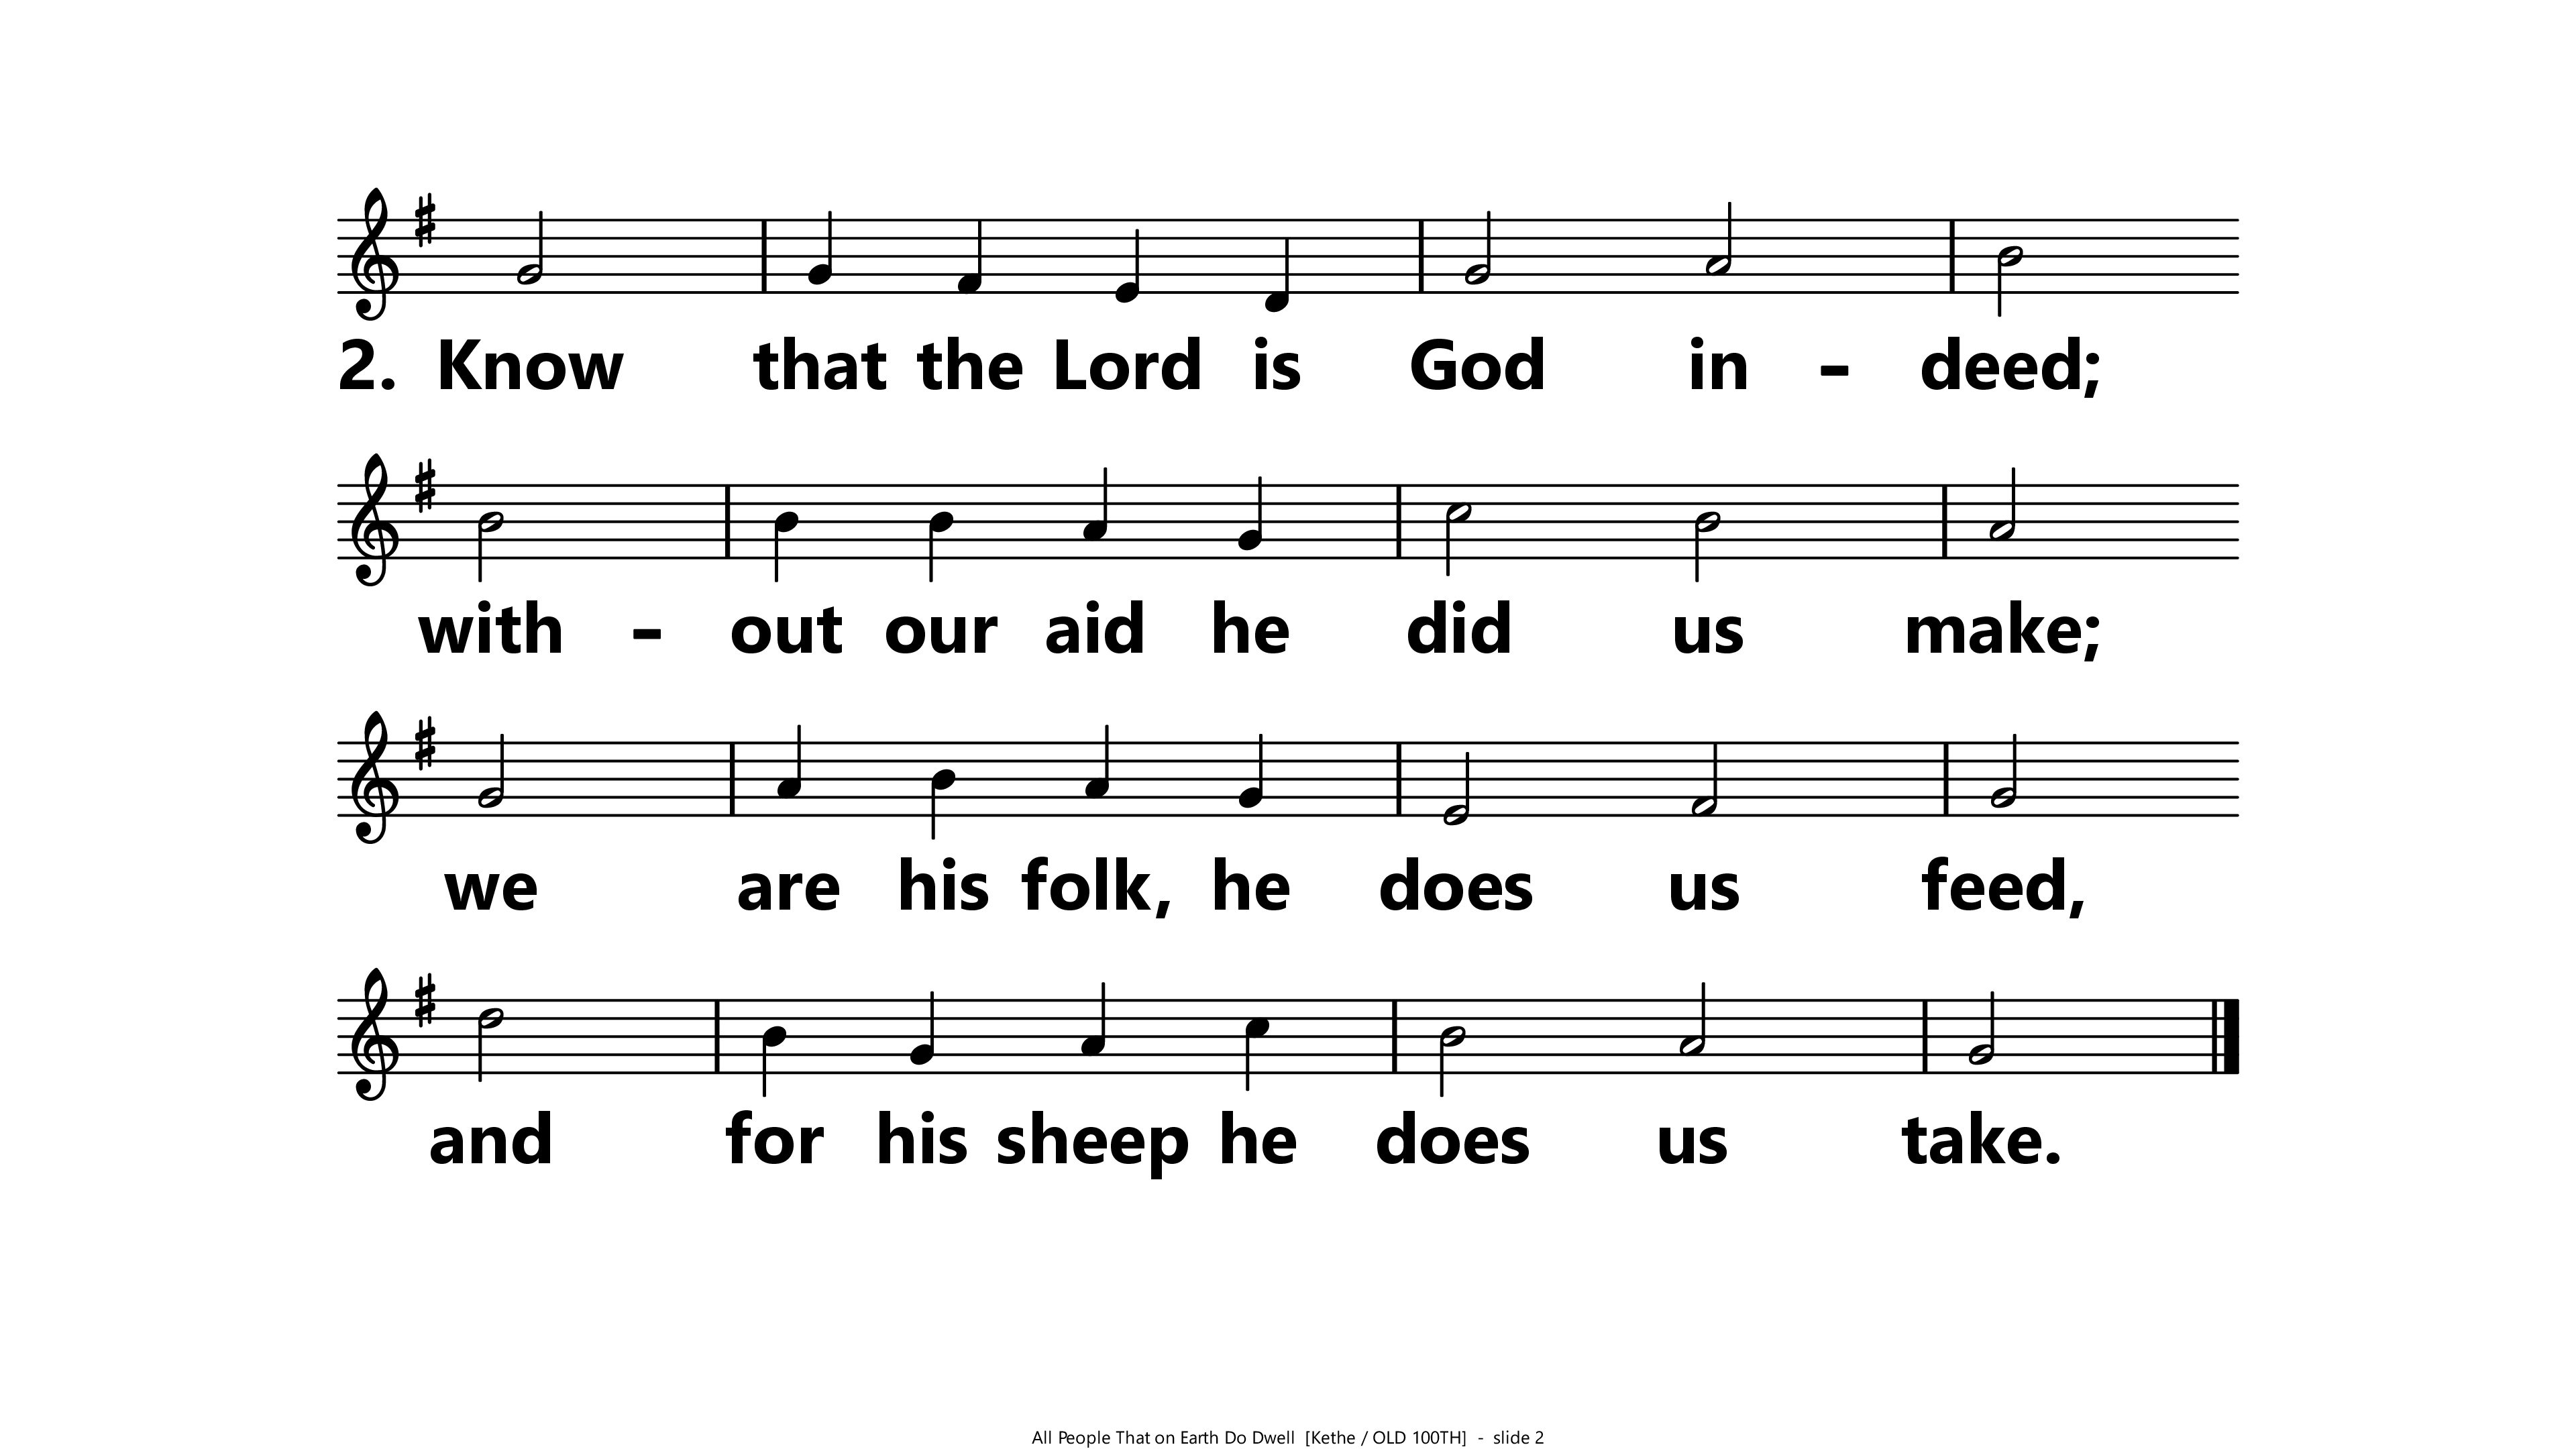 2. Know that the Lord is God in - deed;
with - out our aid he did us make;
we are his folk, he does us feed,
and for his sheep he does us take.
All People That on Earth Do Dwell [Kethe / OLD 100TH] - slide 2